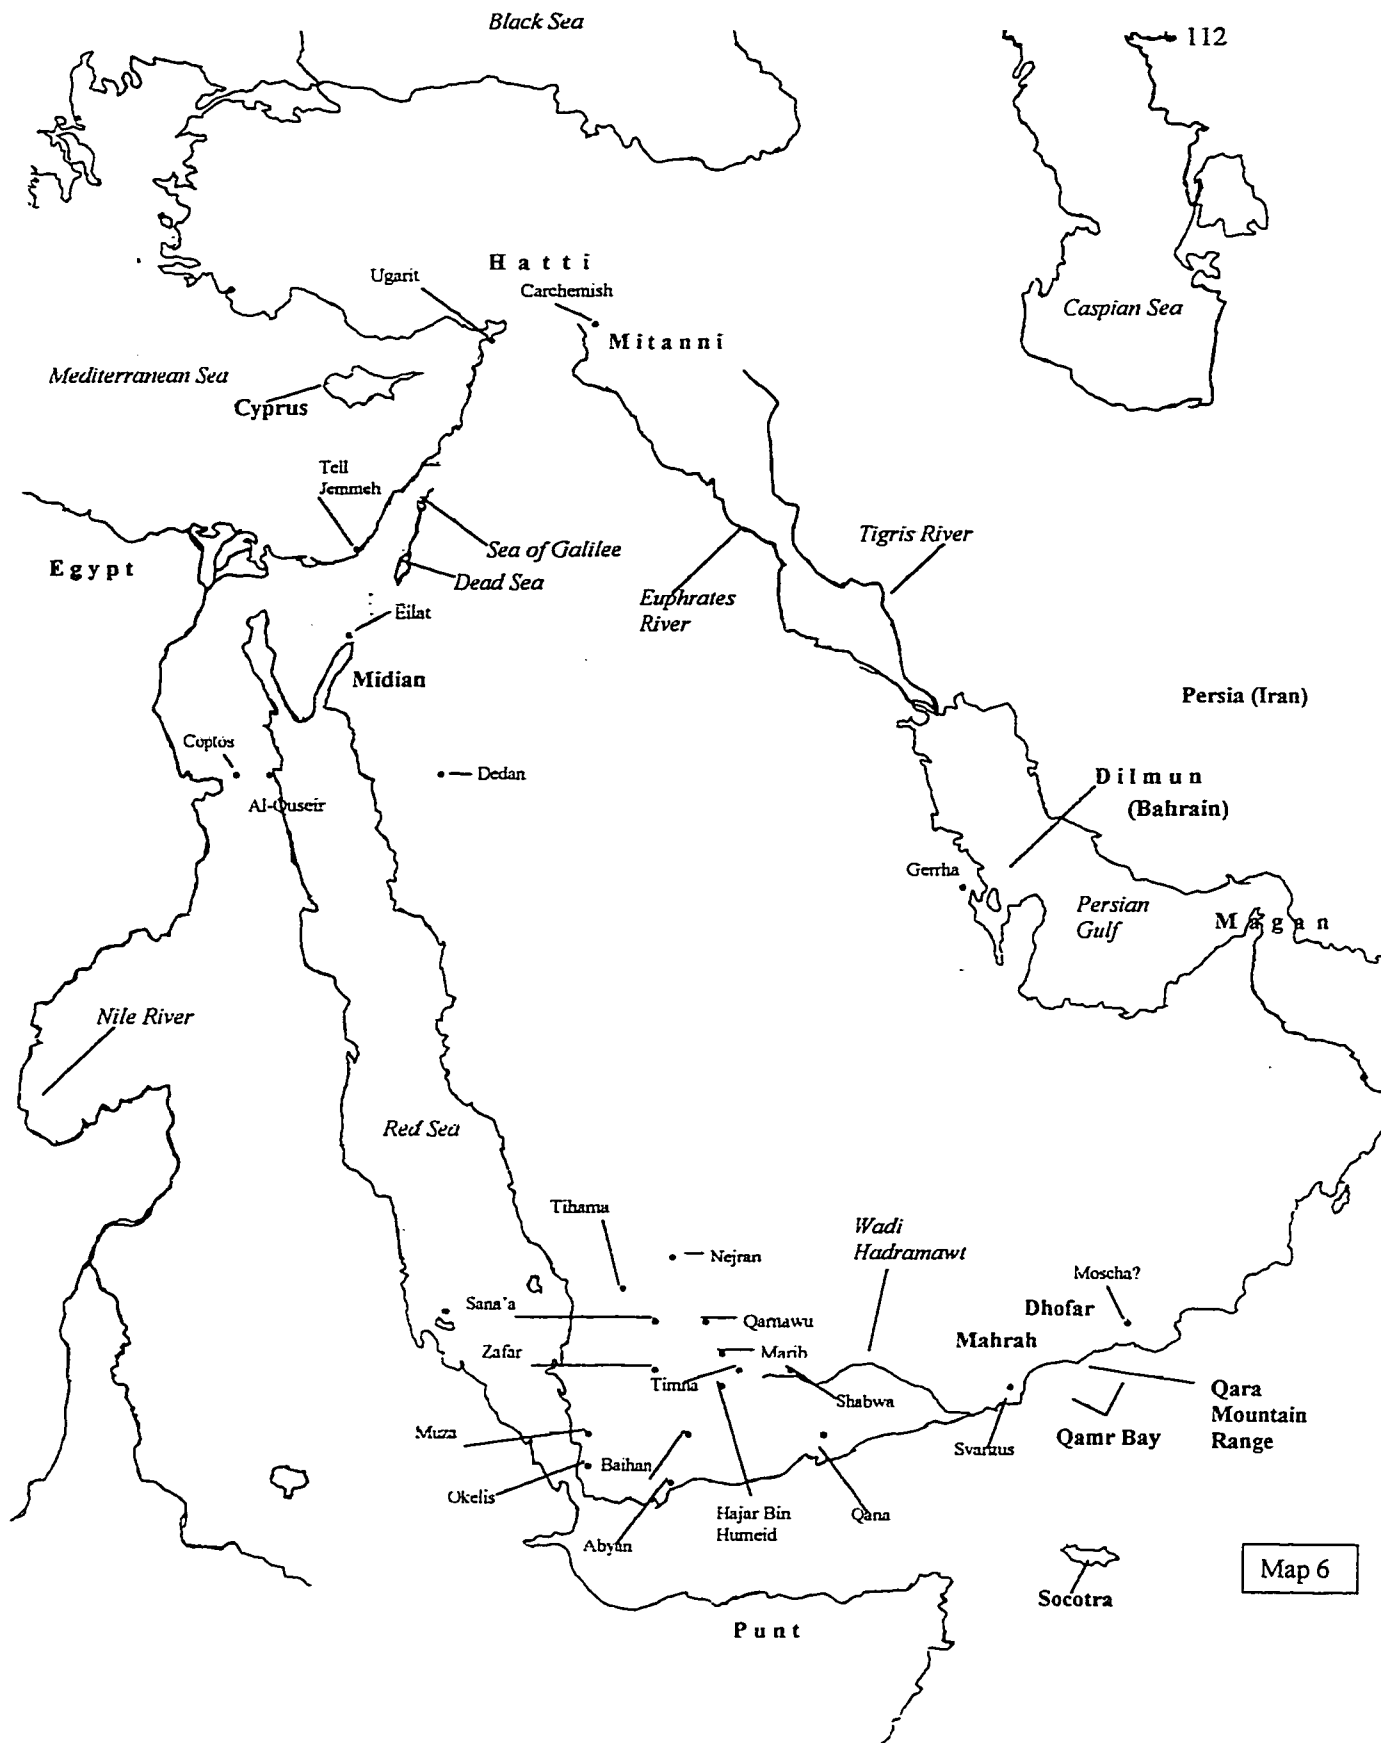 Black Sea
112
Hatti
Ugarit
Carchemish
Caspian Sea
Mitanni
Mediterranean Sea
Cyprus
Tell
Jemmeh
Tigris River
Sea of Galilee
Egypt
Dead Sea
Euphrates
River
Eilat
Midian
Persia (Iran)
Coptos
Dedan
Dilmun
(Bahrain)
Al-Quseir
Gerrha
Persian
Gulf
Magan
Nile River
Red Sea
Tihama
Wadi
Hadramawt
Nejran
Moscha?
Sana'a
Dhofar
Qarnawu
Mahrah
Zafar
Marib
Timna
Shabwa
Qara
Mountain
Range
Muza
Qamr Bay
Baihan
Okelis
Hajar Bin
Humeid
Qana
Abyan
Map 6
Socotra
Punt